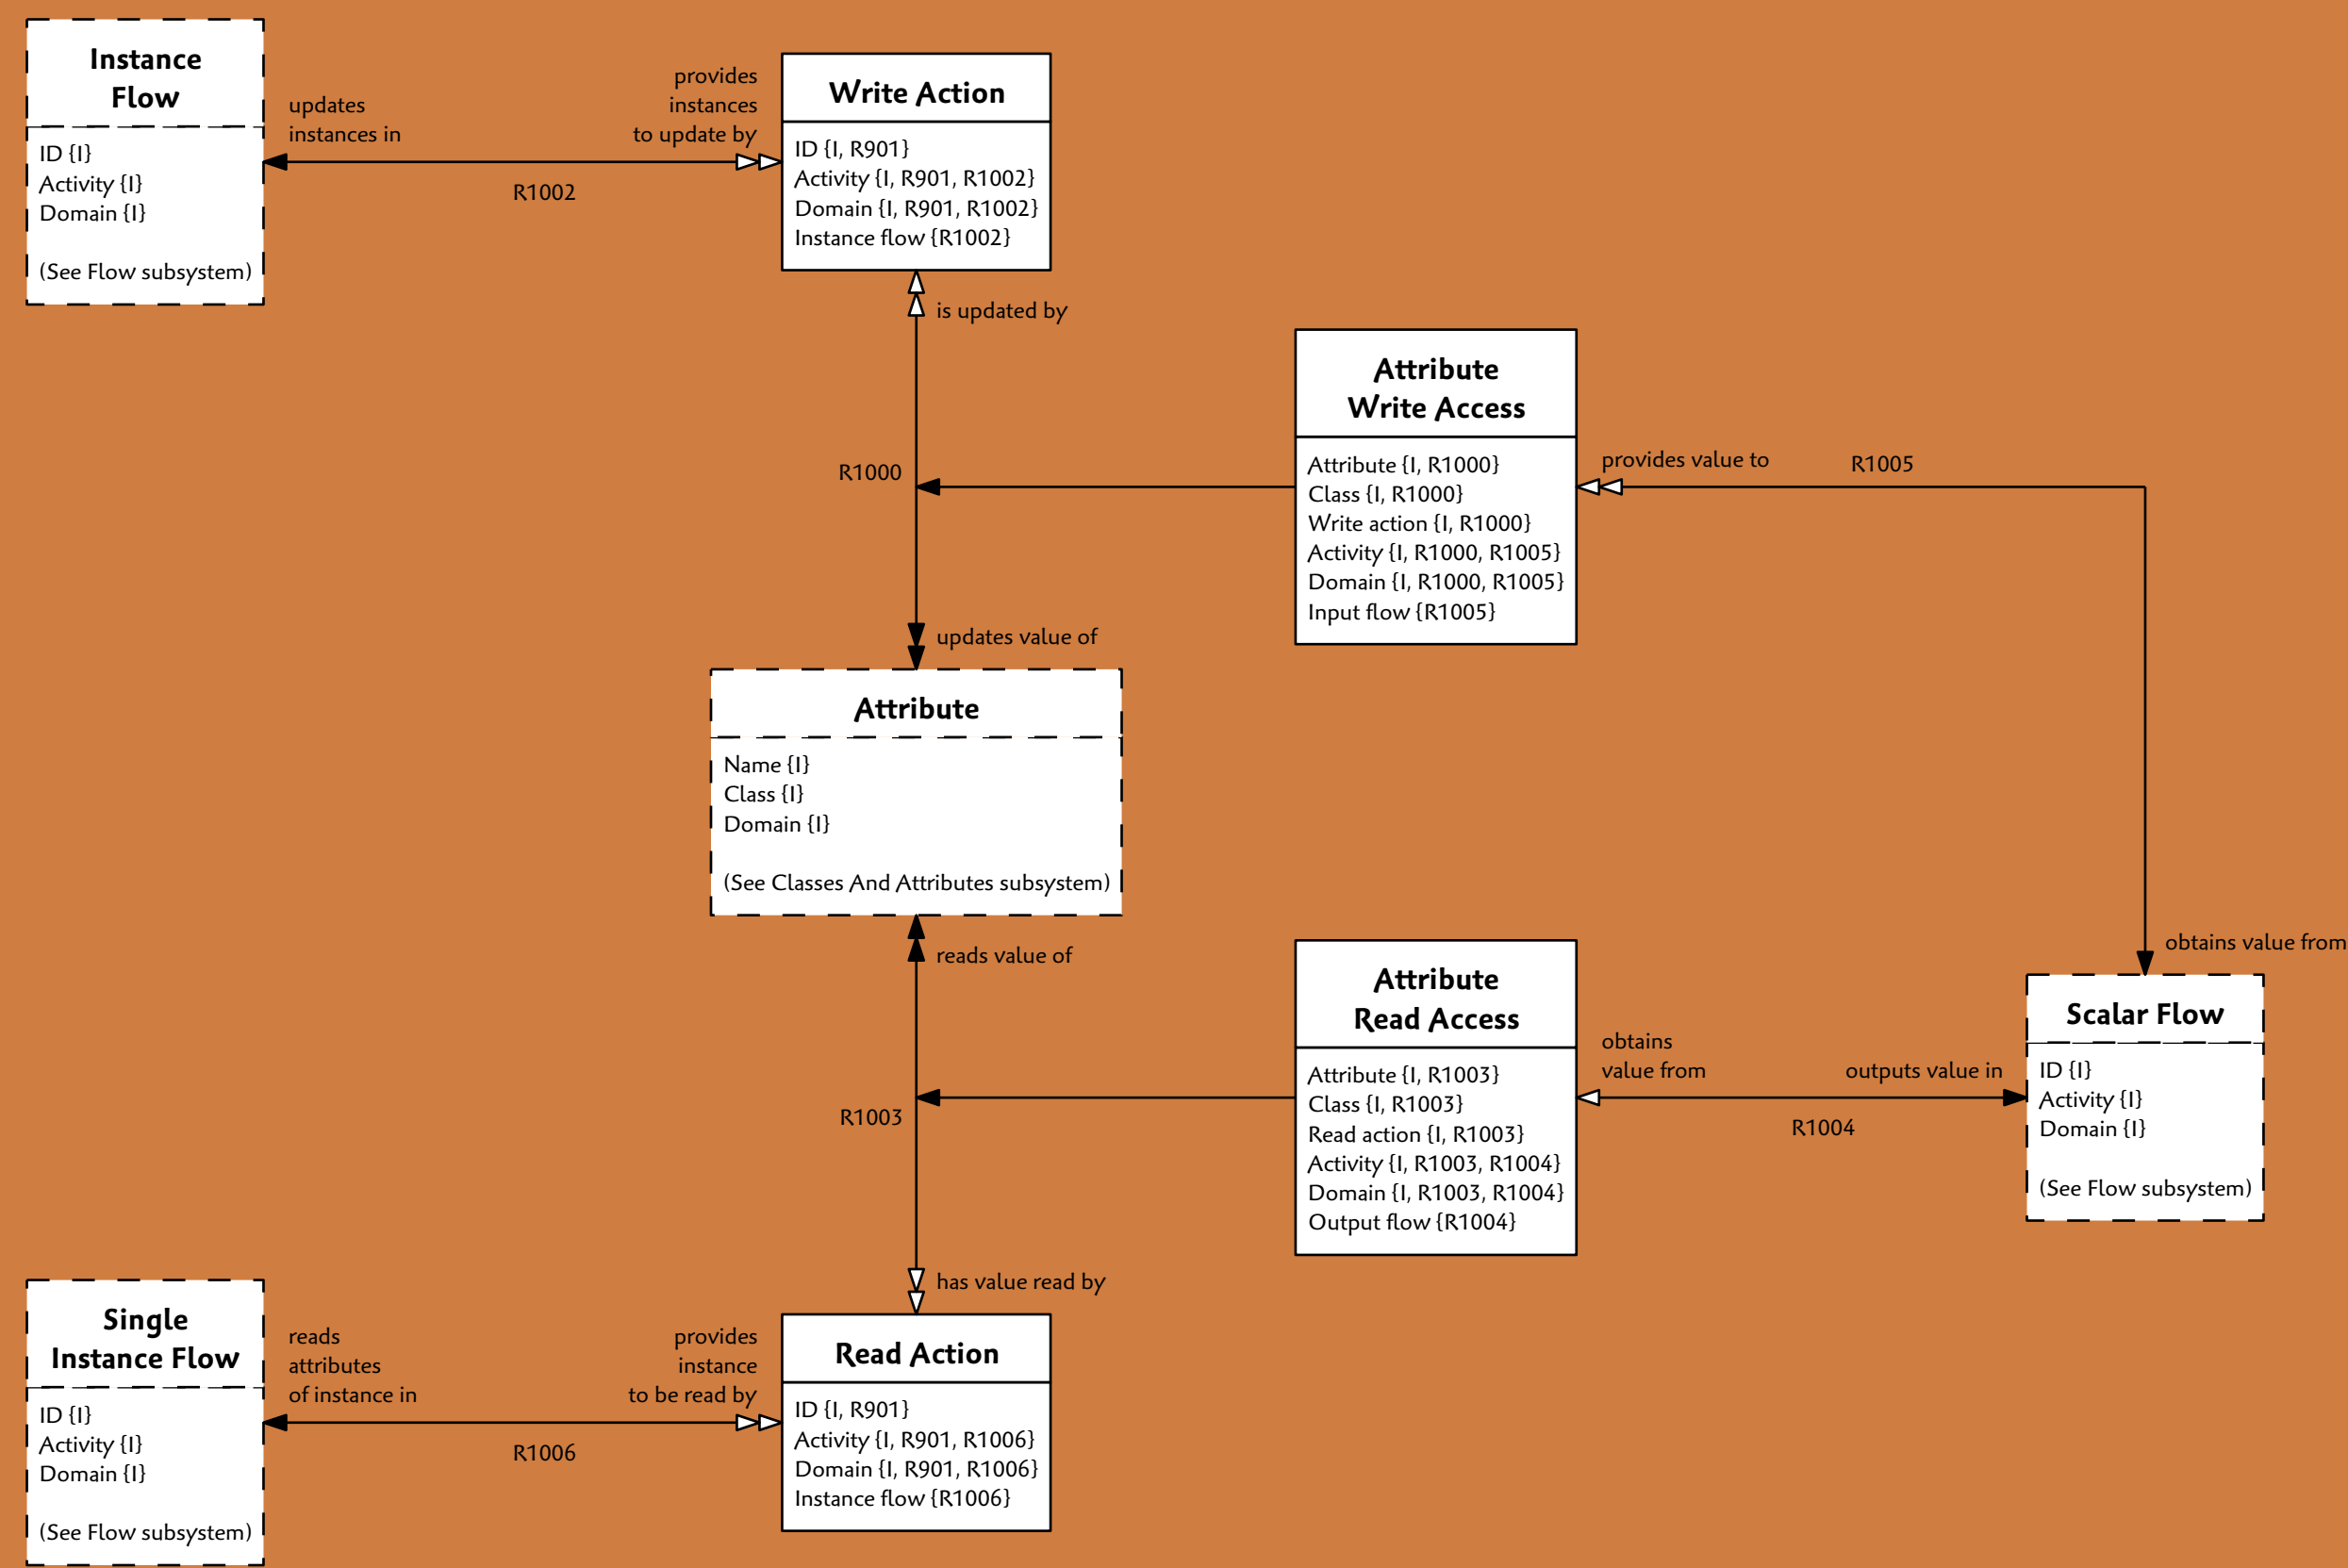 Instance
Flow
ID {I}
Activity {I}
Domain {I}
(See Flow subsystem)
updates
instances in
provides
instances
to update by
R1002
Write Action
ID {I, R901}
Activity {I, R901, R1002}
Domain {I, R901, R1002}
Instance flow {R1002}
is updated by
R1000
updates value of
Attribute
Write Access
Attribute {I, R1000}
Class {I, R1000}
Write action {I, R1000}
Activity {I, R1000, R1005}
Domain {I, R1000, R1005}
Input flow {R1005}
provides value to
R1005
obtains value from
Attribute
Name {I}
Class {I}
Domain {I}
(See Classes And Attributes subsystem)
reads value of
R1003
has value read by
Attribute
Read Access
Attribute {I, R1003}
Class {I, R1003}
Read action {I, R1003}
Activity {I, R1003, R1004}
Domain {I, R1003, R1004}
Output flow {R1004}
obtains
value from
outputs value in
R1004
Scalar Flow
ID {I}
Activity {I}
Domain {I}
(See Flow subsystem)
Single
Instance Flow
ID {I}
Activity {I}
Domain {I}
(See Flow subsystem)
reads
attributes
of instance in
provides
instance
to be read by
R1006
Read Action
ID {I, R901}
Activity {I, R901, R1006}
Domain {I, R901, R1006}
Instance flow {R1006}